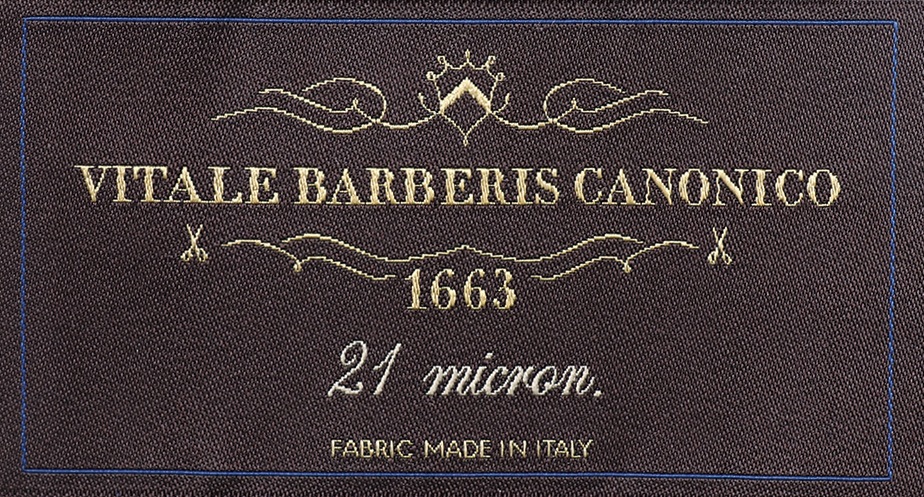 VITALE BARBERIS CANONICO
1663
21 micron.
FABRIC MADE IN ITALY